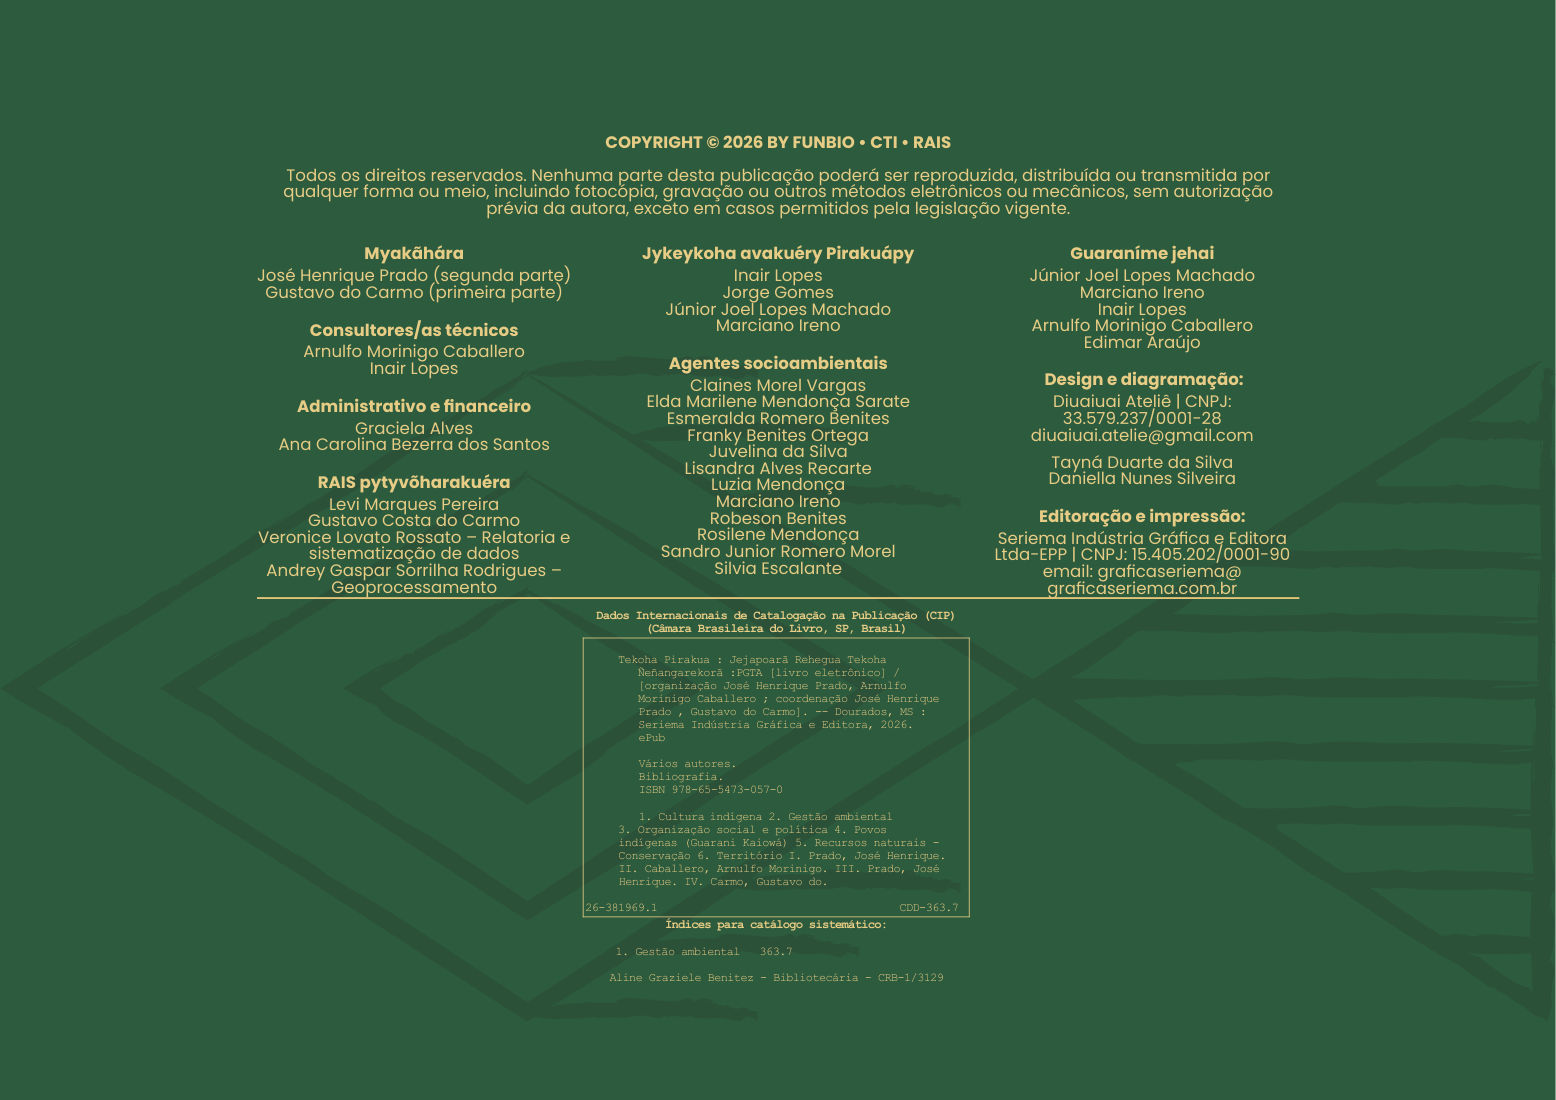 COPYRIGHT © 2026 BY FUNBIO • CTI • RAIS
Todos os direitos reservados. Nenhuma parte desta publicação poderá ser reproduzida, distribuída ou transmitida por
qualquer forma ou meio, incluindo fotocópia, gravação ou outros métodos eletrônicos ou mecânicos, sem autorização
prévia da autora, exceto em casos permitidos pela legislação vigente.
Myakãhára
José Henrique Prado (segunda parte)
Gustavo do Carmo (primeira parte)
Consultores/as técnicos
Arnulfo Morinigo Caballero
Inair Lopes
Administrativo e financeiro
Graciela Alves
Ana Carolina Bezerra dos Santos
RAIS pytyvõharakuéra
Levi Marques Pereira
Gustavo Costa do Carmo
Veronice Lovato Rossato – Relatoria e
sistematização de dados
Andrey Gaspar Sorrilha Rodrigues –
Geoprocessamento
Jykeykoha avakuéry Pirakuápy
Inair Lopes
Jorge Gomes
Júnior Joel Lopes Machado
Marciano Ireno
Agentes socioambientais
Claines Morel Vargas
Elda Marilene Mendonça Sarate
Esmeralda Romero Benites
Franky Benites Ortega
Juvelina da Silva
Lisandra Alves Recarte
Luzia Mendonça
Marciano Ireno
Robeson Benites
Rosilene Mendonça
Sandro Junior Romero Morel
Silvia Escalante
Guaraníme jehai
Júnior Joel Lopes Machado
Marciano Ireno
Inair Lopes
Arnulfo Morinigo Caballero
Edimar Araújo
Design e diagramação:
Diuaiuai Ateliê | CNPJ:
33.579.237/0001-28
diuaiuai.atelie@gmail.com
Tayná Duarte da Silva
Daniella Nunes Silveira
Editoração e impressão:
Seriema Indústria Gráfica e Editora
Ltda-EPP | CNPJ: 15.405.202/0001-90
email: graficaseriema@
graficaseriema.com.br
Dados Internacionais de Catalogação na Publicação (CIP)
(Câmara Brasileira do Livro, SP, Brasil)
Tekoha Pirakua : Jejapoarã Rehegua Tekoha
Ñeñangarekorã :PGTA [livro eletrônico] /
[organização José Henrique Prado, Arnulfo
Morinigo Caballero ; coordenação José Henrique
Prado , Gustavo do Carmo]. -- Dourados, MS :
Seriema Indústria Gráfica e Editora, 2026.
ePub
Vários autores.
Bibliografia.
ISBN 978-65-5473-057-0
1. Cultura indígena 2. Gestão ambiental
3. Organização social e política 4. Povos
indígenas (Guarani Kaiowá) 5. Recursos naturais -
Conservação 6. Território I. Prado, José Henrique.
II. Caballero, Arnulfo Morinigo. III. Prado, José
Henrique. IV. Carmo, Gustavo do.
26-381969.1 CDD-363.7
Índices para catálogo sistemático:
1. Gestão ambiental 363.7
Aline Graziele Benitez - Bibliotecária - CRB-1/3129